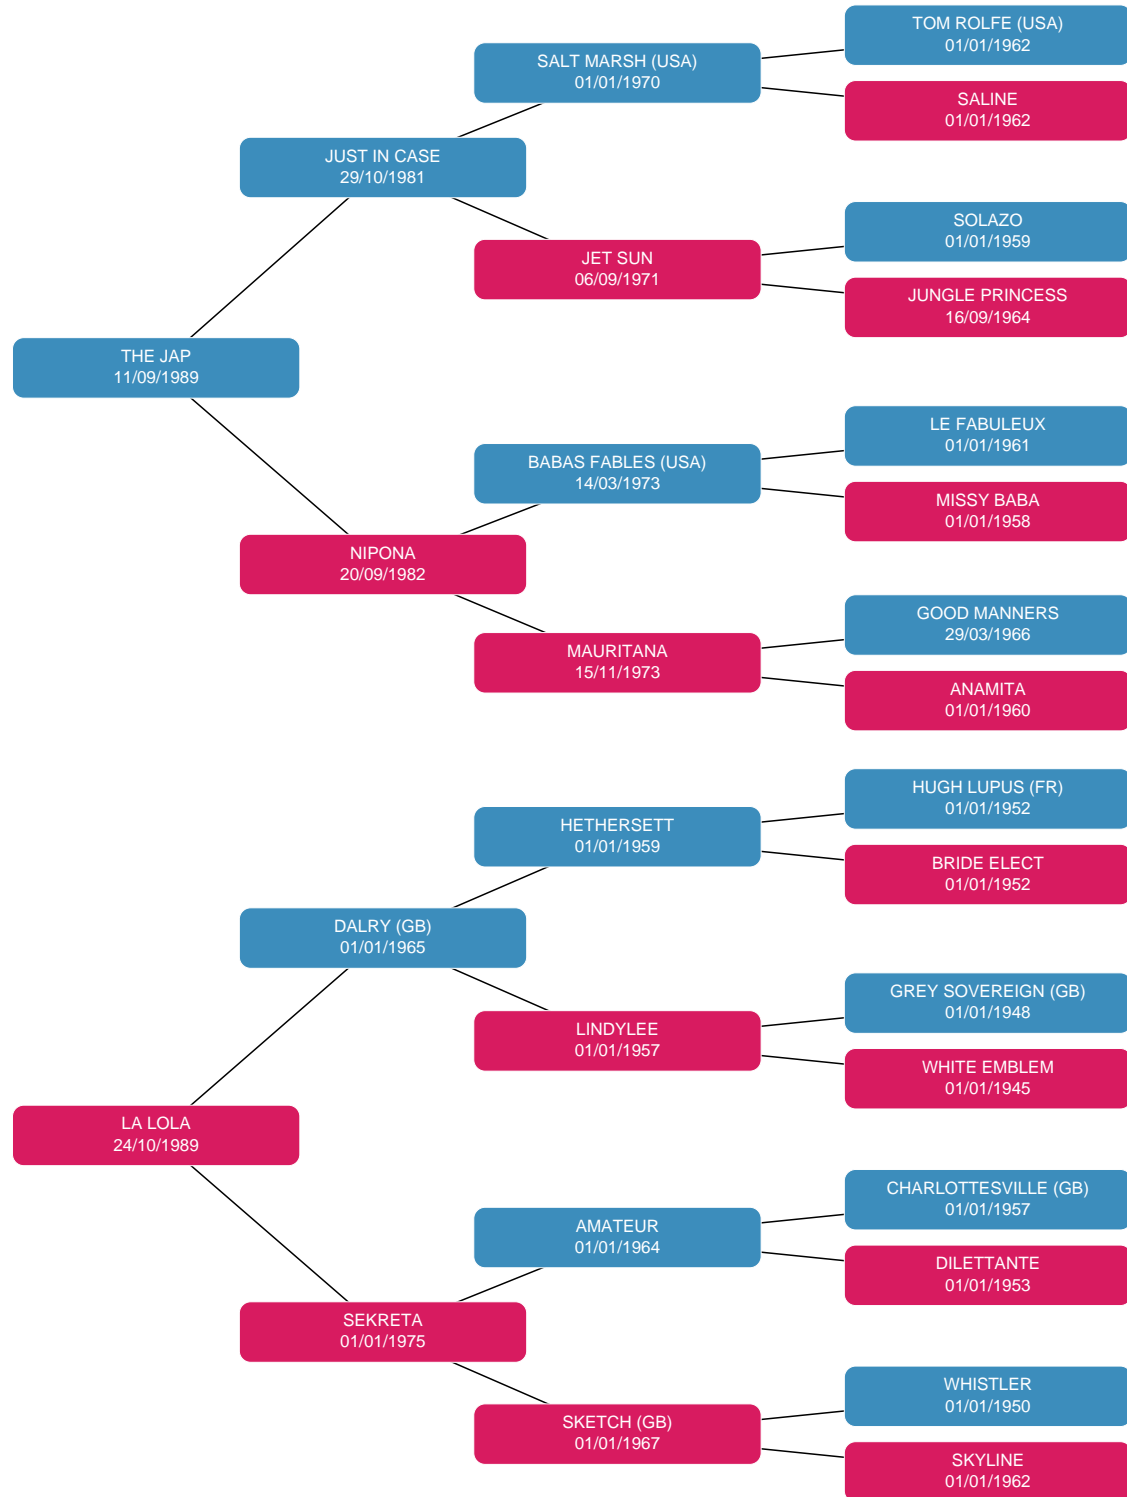 TOM ROLFE (USA)
01/01/1962
SALT MARSH (USA)
01/01/1970
SALINE
01/01/1962
JUST IN CASE
29/10/1981
SOLAZO
01/01/1959
JET SUN
06/09/1971
JUNGLE PRINCESS
16/09/1964
THE JAP
11/09/1989
LE FABULEUX
01/01/1961
BABAS FABLES (USA)
14/03/1973
MISSY BABA
01/01/1958
NIPONA
20/09/1982
GOOD MANNERS
29/03/1966
MAURITANA
15/11/1973
ANAMITA
01/01/1960
HUGH LUPUS (FR)
01/01/1952
HETHERSETT
01/01/1959
BRIDE ELECT
01/01/1952
DALRY (GB)
01/01/1965
GREY SOVEREIGN (GB)
01/01/1948
LINDYLEE
01/01/1957
WHITE EMBLEM
01/01/1945
LA LOLA
24/10/1989
CHARLOTTESVILLE (GB)
01/01/1957
AMATEUR
01/01/1964
DILETTANTE
01/01/1953
SEKRETA
01/01/1975
WHISTLER
01/01/1950
SKETCH (GB)
01/01/1967
SKYLINE
01/01/1962